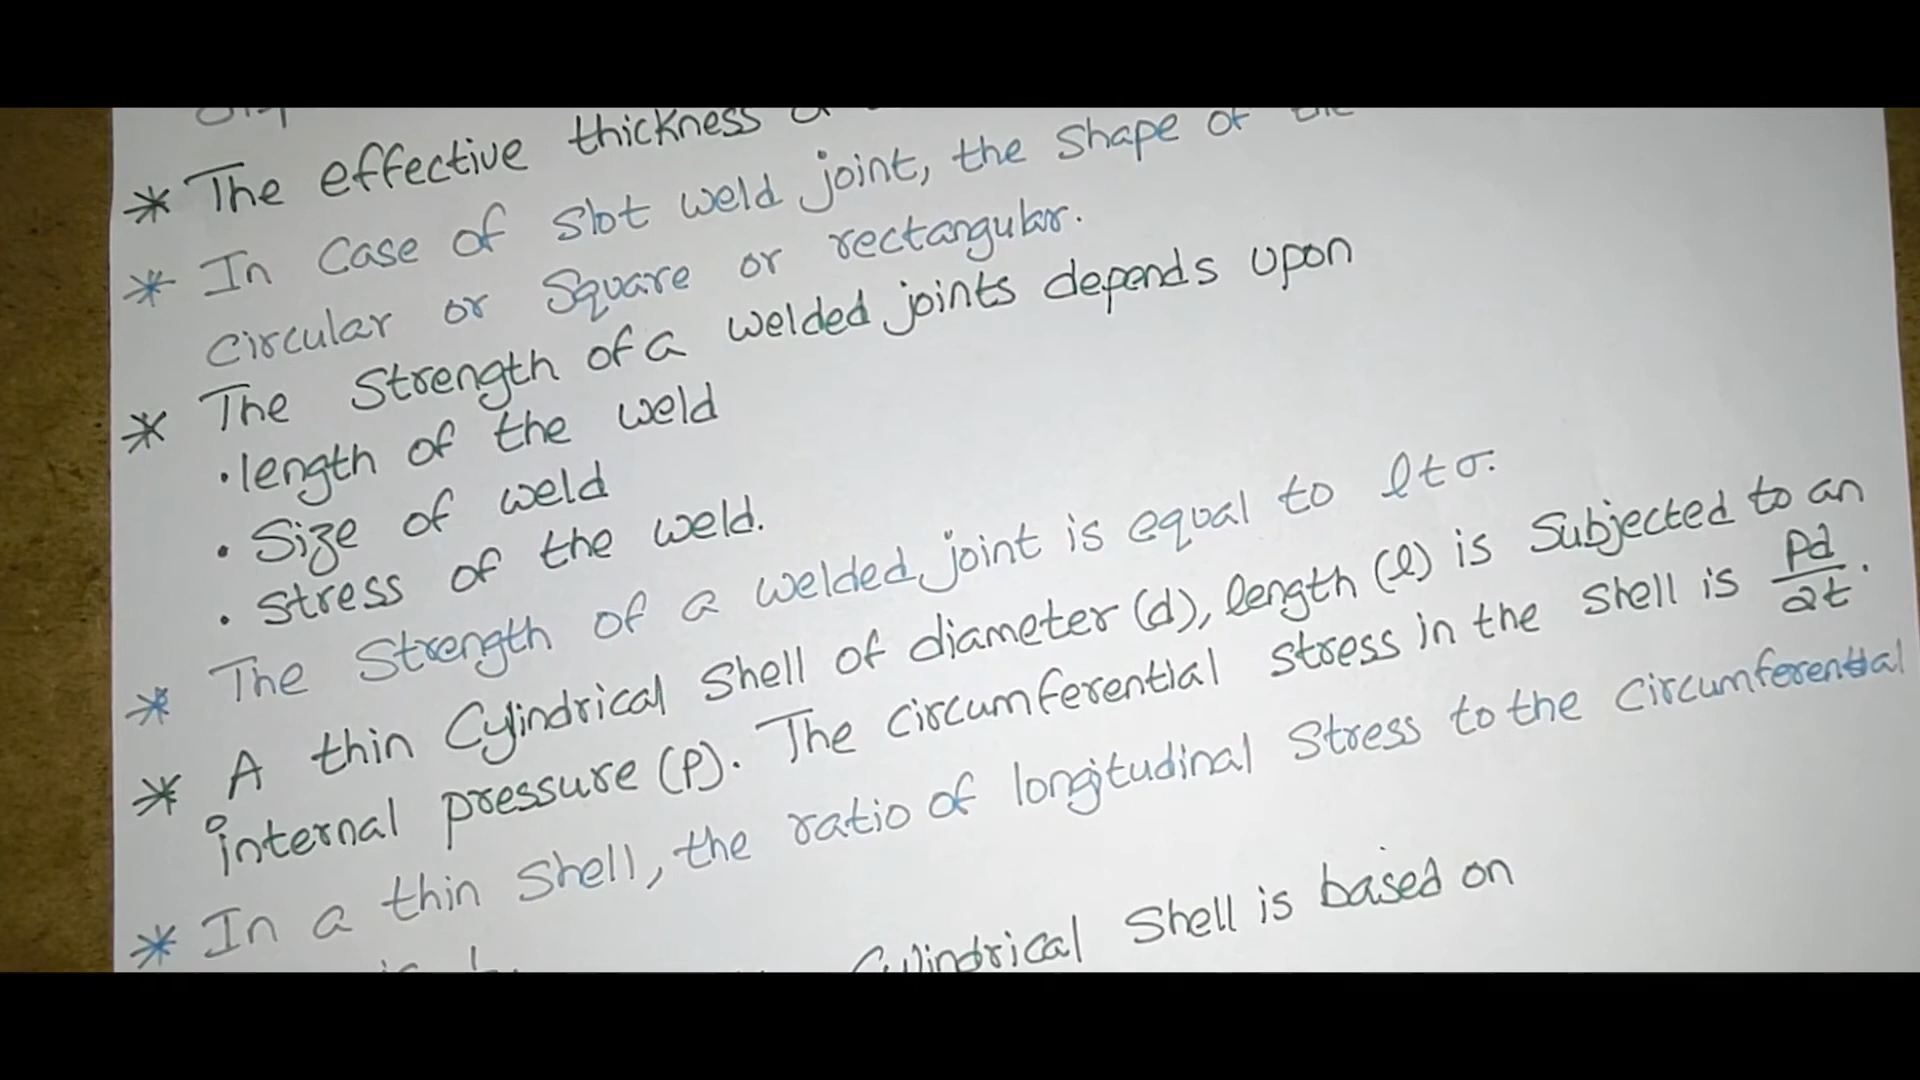 * The effective thickness
* In Case of slot weld joint, the shape of the
circular or Square or rectangular.
* The Strength of a welded joints depends upon
• length of the weld
• Size of weld
• Stress of the weld.
* The Strength of a welded joint is equal to l t σ.
* A thin Cylindrical Shell of diameter (d), length (l) is Subjected to an
internal pressure (P). The circumferential stress in the shell is Pd/2t.
* In a thin Shell, the ratio of longitudinal Stress to the circumferential
Cylindrical Shell is based on